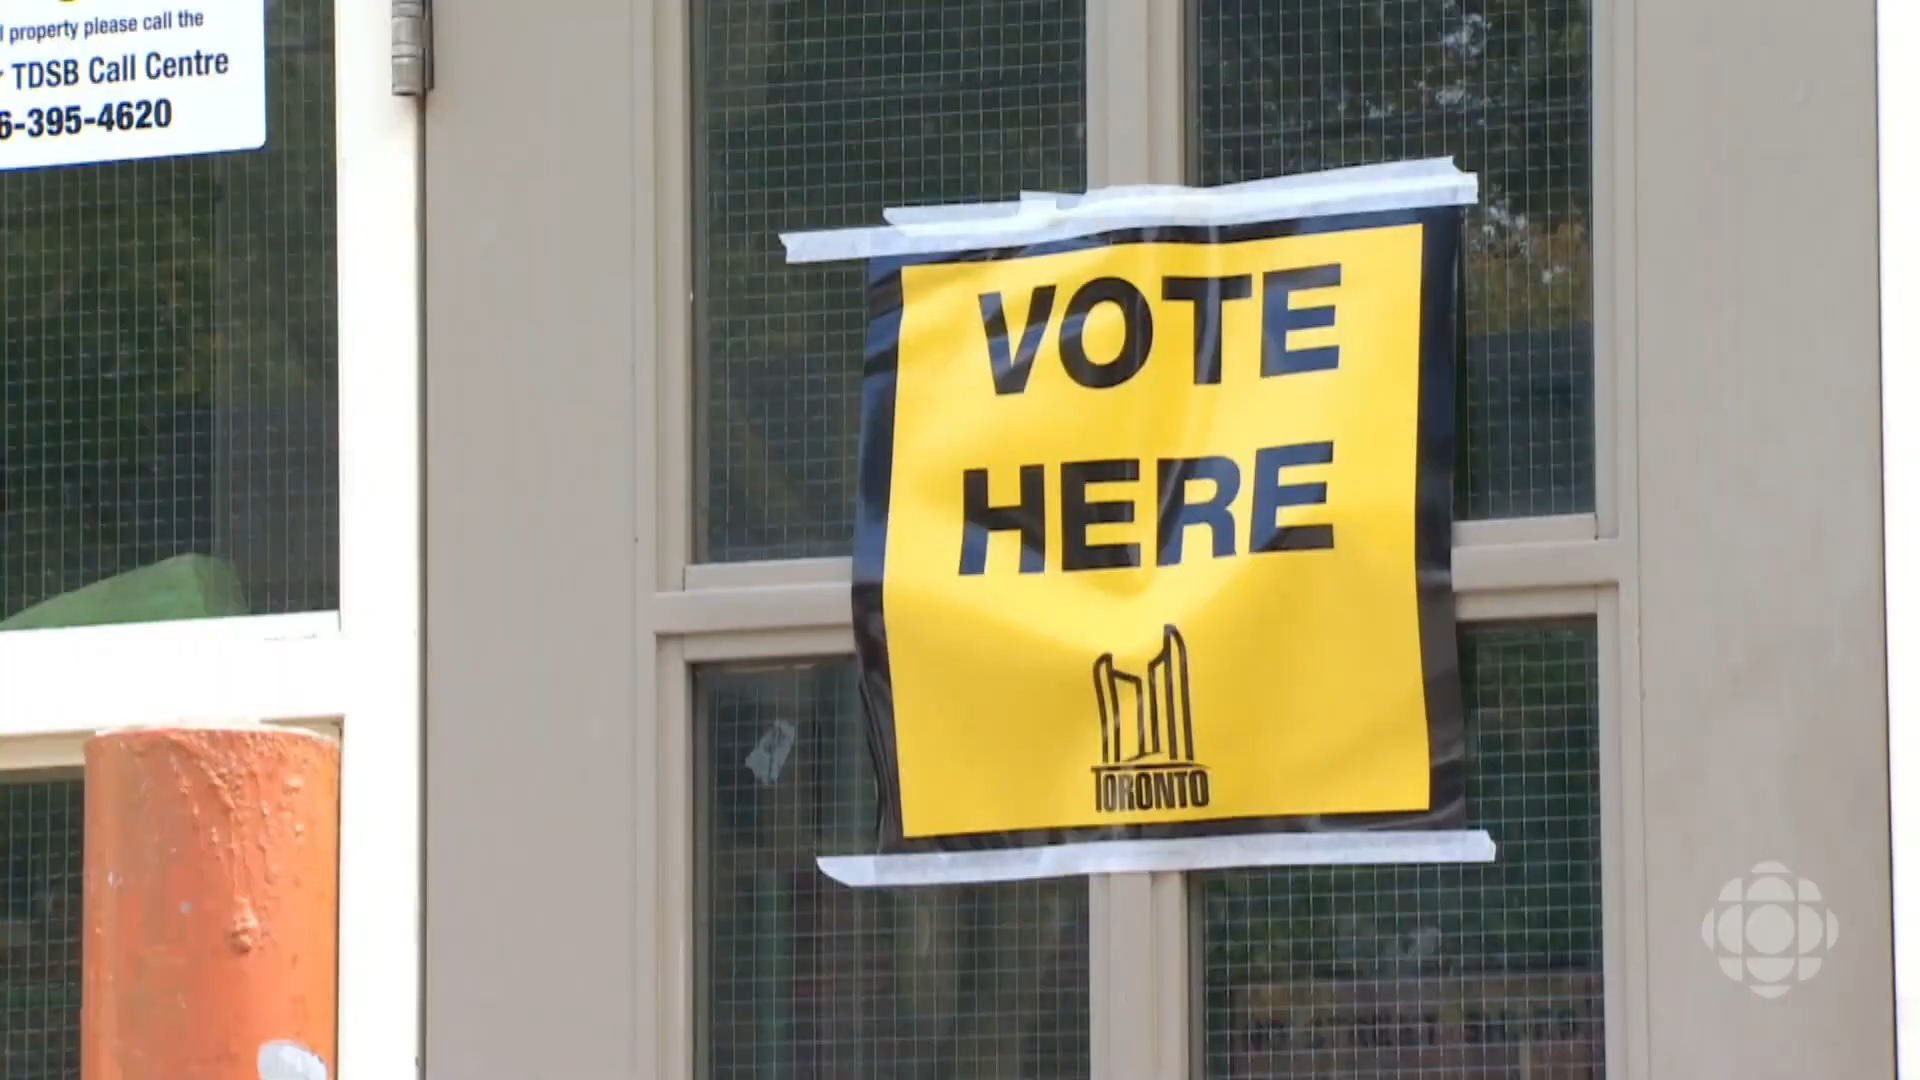 l property please call the
TDSB Call Centre
6-395-4620
VOTE
HERE
TORONTO